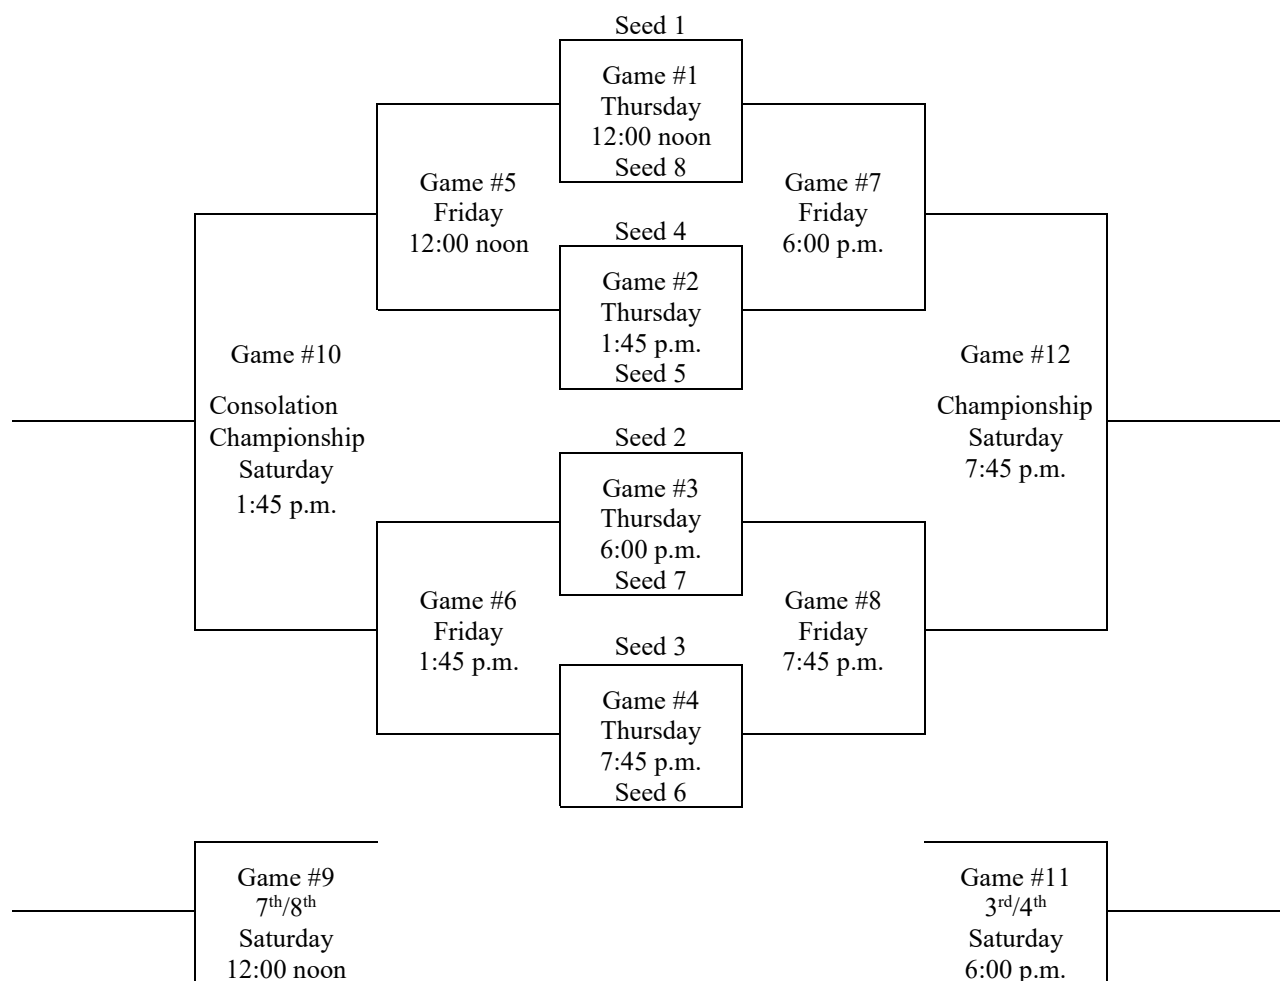 Seed 1
Game #1
Thursday
12:00 noon
Seed 8
Game #5
Friday
12:00 noon
Game #7
Friday
6:00 p.m.
Seed 4
Game #2
Thursday
1:45 p.m.
Seed 5
Game #10
Consolation
Championship
Saturday
1:45 p.m.
Game #12
Championship
Saturday
7:45 p.m.
Seed 2
Game #3
Thursday
6:00 p.m.
Seed 7
Game #6
Friday
1:45 p.m.
Game #8
Friday
7:45 p.m.
Seed 3
Game #4
Thursday
7:45 p.m.
Seed 6
Game #9
7th/8th
Saturday
12:00 noon
Game #11
3rd/4th
Saturday
6:00 p.m.